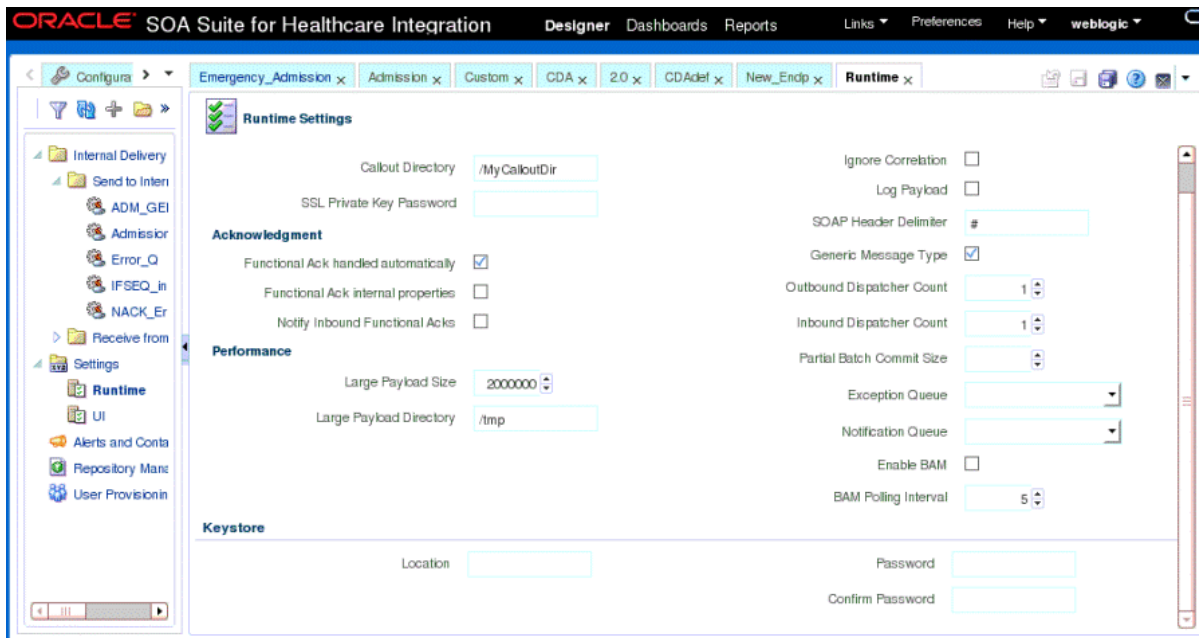 ORACLE SOA Suite for Healthcare Integration
Designer Dashboards Reports
Links Preferences Help weblogic
Configura
Emergency_Admission Admission Custom CDA 2.0 CDAdef New_Endp Runtime
Internal Delivery
Send to Intern
ADM_GEI
Admission
Error_Q
IFSEQ_in
NACK_Er
Receive from
Settings
Runtime
UI
Alerts and Conta
Repository Mana
User Provisionin
Runtime Settings
Callout Directory /MyCalloutDir
SSL Private Key Password
Acknowledgment
Functional Ack handled automatically
Functional Ack internal properties
Notify Inbound Functional Acks
Performance
Large Payload Size 2000000
Large Payload Directory /tmp
Ignore Correlation
Log Payload
SOAP Header Delimiter #
Generic Message Type
Outbound Dispatcher Count 1
Inbound Dispatcher Count 1
Partial Batch Commit Size
Exception Queue
Notification Queue
Enable BAM
BAM Polling Interval 5
Keystore
Location
Password
Confirm Password